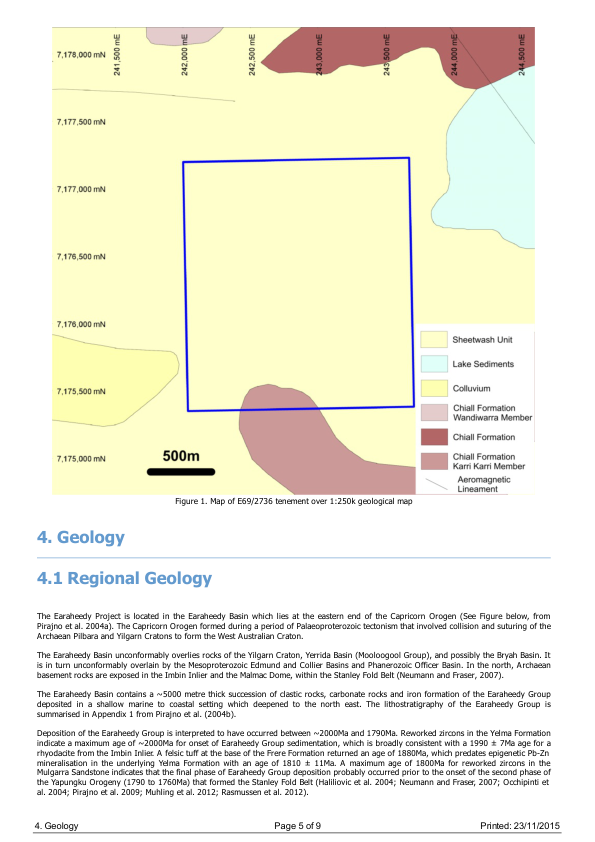 241,500 mE
242,000 mE
242,500 mE
243,000 mE
243,500 mE
244,000 mE
244,500 mE
7,178,000 mN
7,177,500 mN
7,177,000 mN
7,176,500 mN
7,176,000 mN
7,175,500 mN
7,175,000 mN
500m
Sheetwash Unit
Lake Sediments
Colluvium
Chiall Formation
Wandiwarra Member
Chiall Formation
Chiall Formation
Karri Karri Member
Aeromagnetic
Lineament
Figure 1. Map of E69/2736 tenement over 1:250k geological map
4. Geology
4.1 Regional Geology
The Earaheedy Project is located in the Earaheedy Basin which lies at the eastern end of the Capricorn Orogen (See Figure below, from
Pirajno et al. 2004a). The Capricorn Orogen formed during a period of Palaeoproterozoic tectonism that involved collision and suturing of the
Archaean Pilbara and Yilgarn Cratons to form the West Australian Craton.
The Earaheedy Basin unconformably overlies rocks of the Yilgarn Craton, Yerrida Basin (Mooloogool Group), and possibly the Bryah Basin. It
is in turn unconformably overlain by the Mesoproterozoic Edmund and Collier Basins and Phanerozoic Officer Basin. In the north, Archaean
basement rocks are exposed in the Imbin Inlier and the Malmac Dome, within the Stanley Fold Belt (Neumann and Fraser, 2007).
The Earaheedy Basin contains a ~5000 metre thick succession of clastic rocks, carbonate rocks and iron formation of the Earaheedy Group
deposited in a shallow marine to coastal setting which deepened to the north east. The lithostratigraphy of the Earaheedy Group is
summarised in Appendix 1 from Pirajno et al. (2004b).
Deposition of the Earaheedy Group is interpreted to have occurred between ~2000Ma and 1790Ma. Reworked zircons in the Yelma Formation
indicate a maximum age of ~2000Ma for onset of Earaheedy Group sedimentation, which is broadly consistent with a 1990 ± 7Ma age for a
rhyodacite from the Imbin Inlier. A felsic tuff at the base of the Frere Formation returned an age of 1880Ma, which predates epigenetic Pb-Zn
mineralisation in the underlying Yelma Formation with an age of 1810 ± 11Ma. A maximum age of 1800Ma for reworked zircons in the
Mulgarra Sandstone indicates that the final phase of Earaheedy Group deposition probably occurred prior to the onset of the second phase of
the Yapungku Orogeny (1790 to 1760Ma) that formed the Stanley Fold Belt (Haliliovic et al. 2004; Neumann and Fraser, 2007; Occhipinti et
al. 2004; Pirajno et al. 2009; Muhling et al. 2012; Rasmussen et al. 2012).
4. Geology
Page 5 of 9
Printed: 23/11/2015